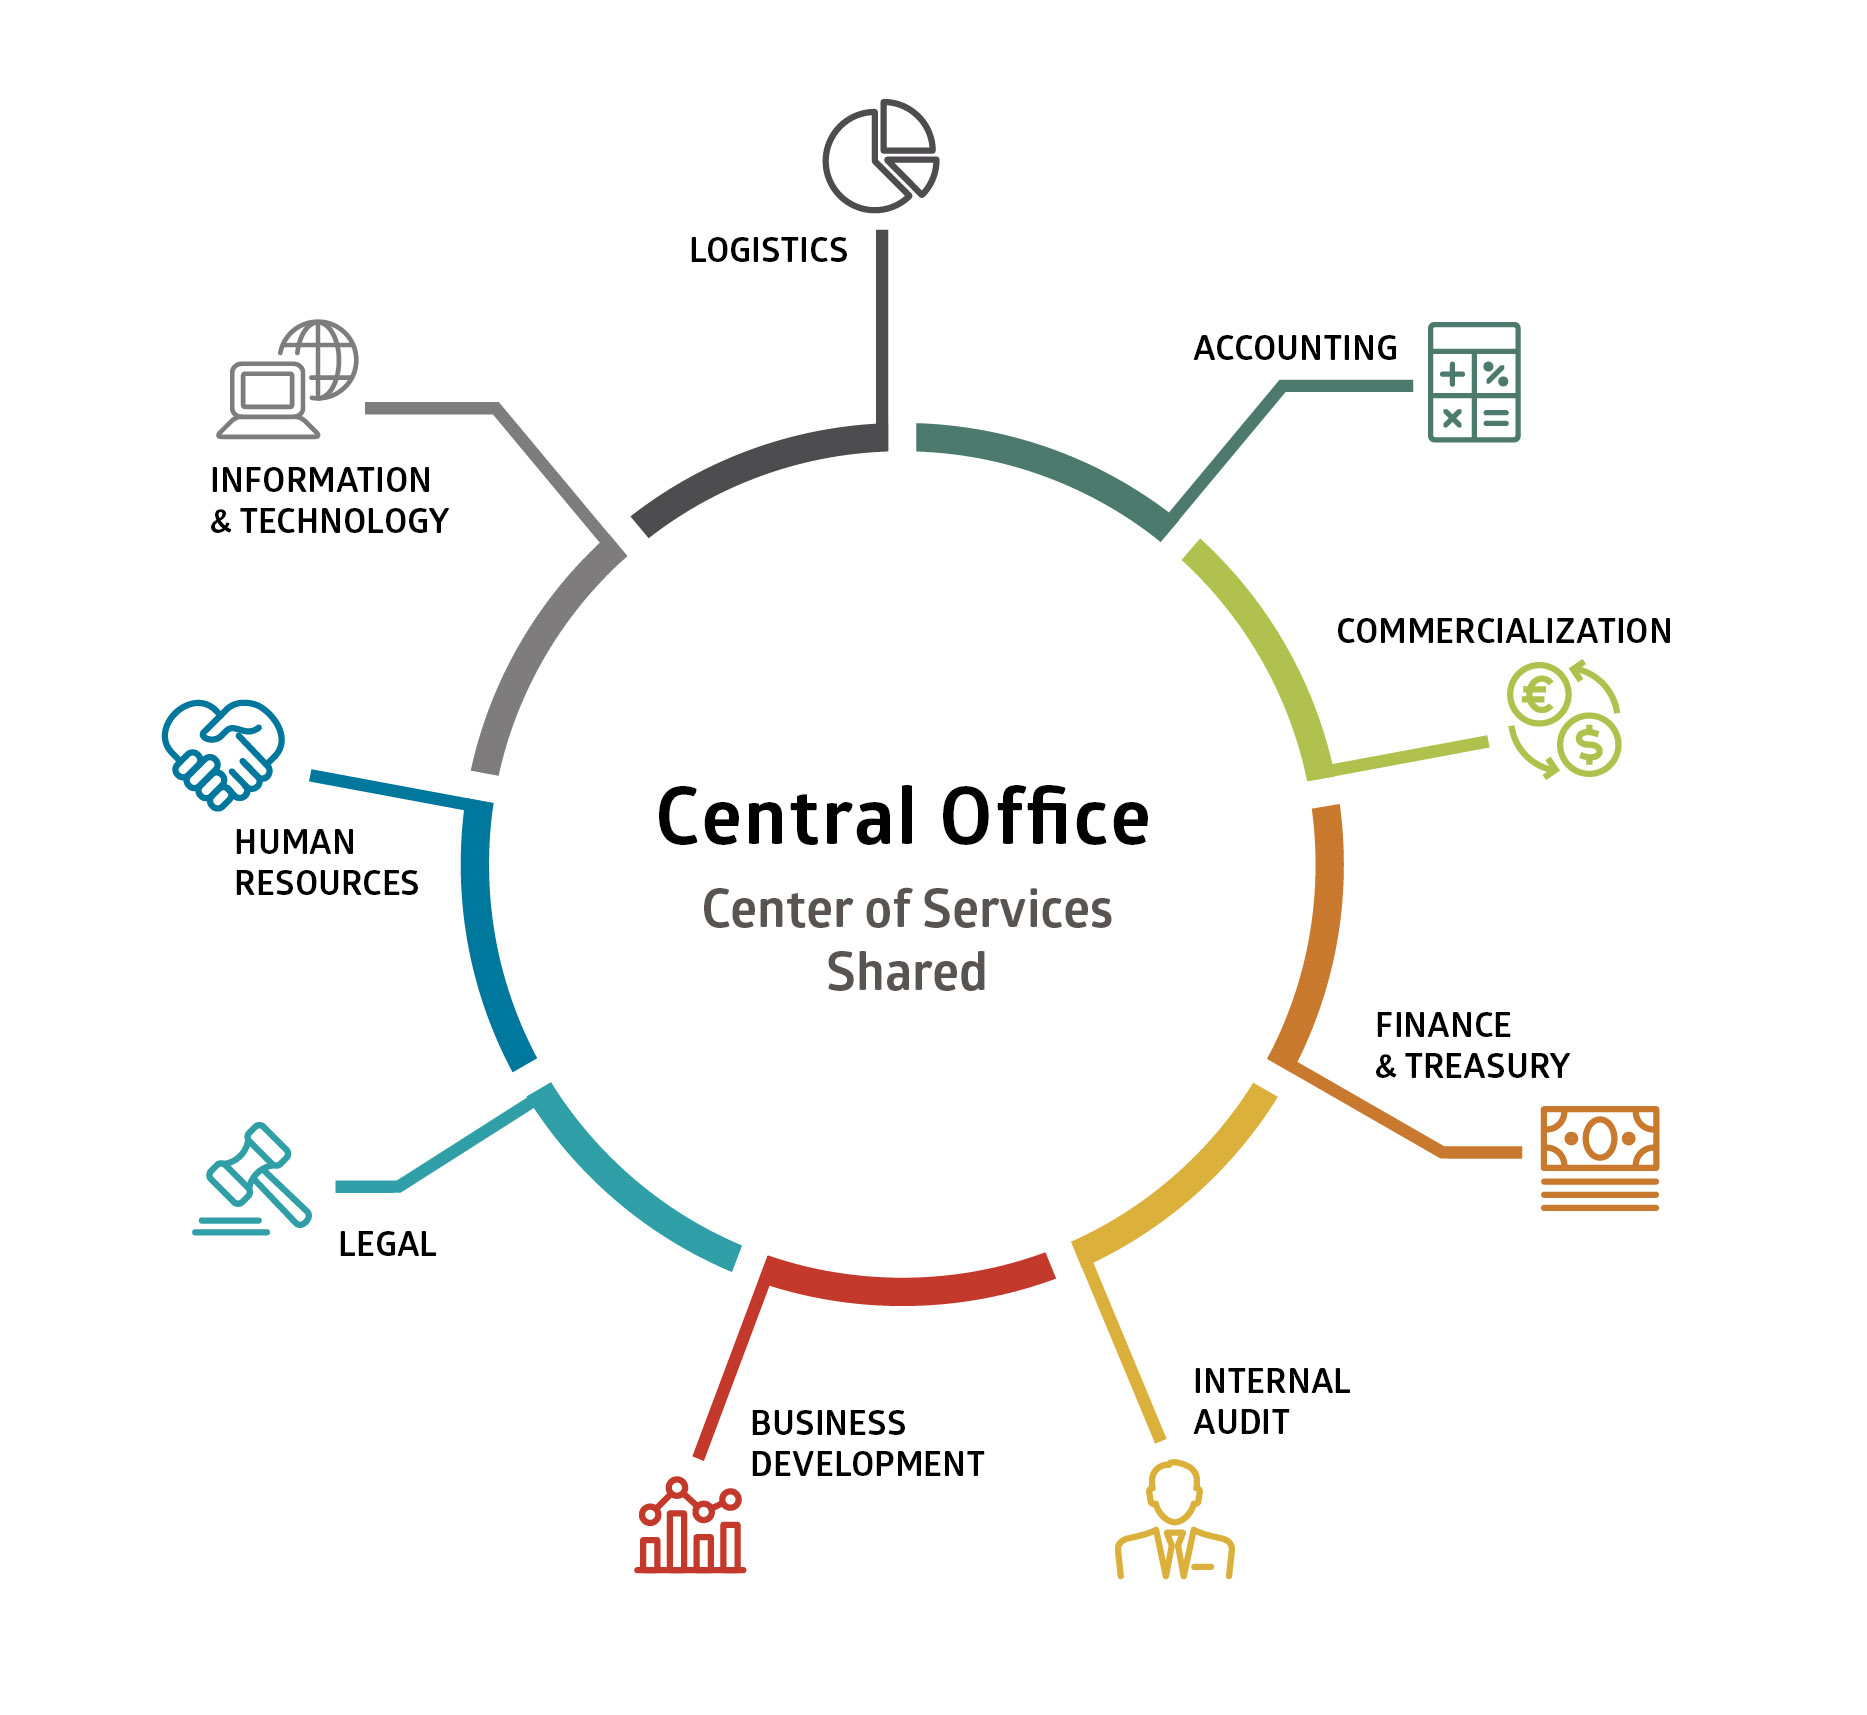 LOGISTICS
ACCOUNTING
INFORMATION
& TECHNOLOGY
COMMERCIALIZATION
Central Office
Center of Services
Shared
HUMAN
RESOURCES
FINANCE
& TREASURY
LEGAL
INTERNAL
AUDIT
BUSINESS
DEVELOPMENT